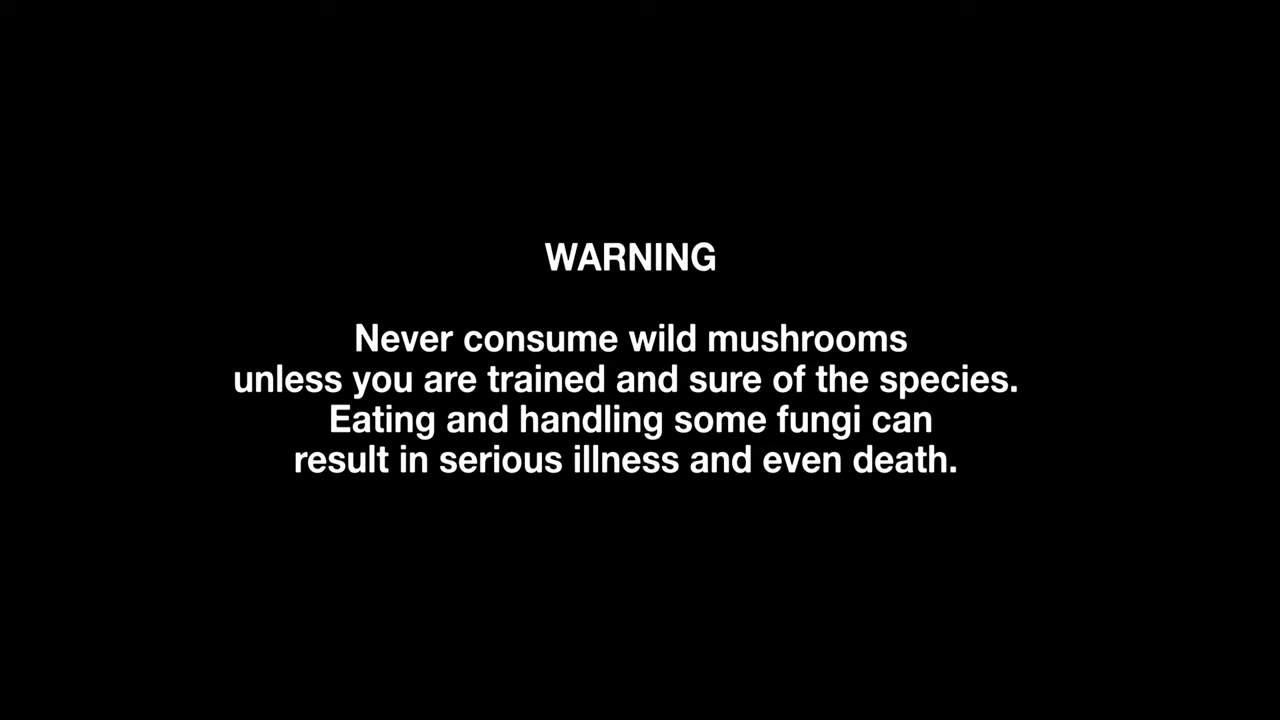 WARNING
Never consume wild mushrooms
unless you are trained and sure of the species.
Eating and handling some fungi can
result in serious illness and even death.